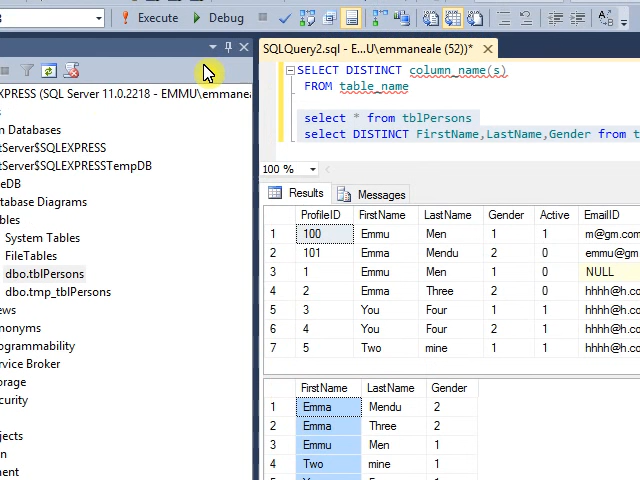 Execute Debug
SQLQuery2.sql - E...U\emmaneale (52))*
XPRESS (SQL Server 11.0.2218 - EMMU\emmanea
n Databases
tServer$SQLEXPRESS
tServer$SQLEXPRESSTempDB
eDB
tabase Diagrams
bles
System Tables
FileTables
dbo.tblPersons
dbo.tmp_tblPersons
ews
nonyms
ogrammability
rvice Broker
orage
curity
jects
n
ment
SELECT DISTINCT column_name(s)
FROM table_name
select * from tblPersons
select DISTINCT FirstName,LastName,Gender from t
100 %
Results Messages
ProfileID FirstName LastName Gender Active EmailID
1 100 Emmu Men 1 1 m@gm.com
2 101 Emma Mendu 2 0 emmu@gm
3 1 Emmu Men 1 0 NULL
4 2 Emma Three 2 0 hhhh@h.co
5 3 You Four 1 1 hhhh@h.co
6 4 You Four 2 1 hhhh@h.co
7 5 Two mine 1 1 hhhh@h.co
FirstName LastName Gender
1 Emma Mendu 2
2 Emma Three 2
3 Emmu Men 1
4 Two mine 1